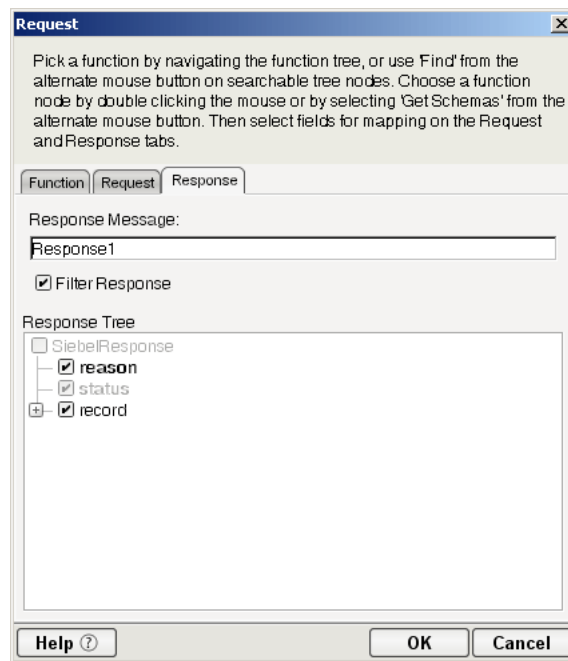 Request
Pick a function by navigating the function tree, or use 'Find' from the
alternate mouse button on searchable tree nodes. Choose a function
node by double clicking the mouse or by selecting 'Get Schemas' from the
alternate mouse button. Then select fields for mapping on the Request
and Response tabs.
Function Request Response
Response Message:
Response1
Filter Response
Response Tree
SiebelResponse
reason
status
record
Help ? OK Cancel